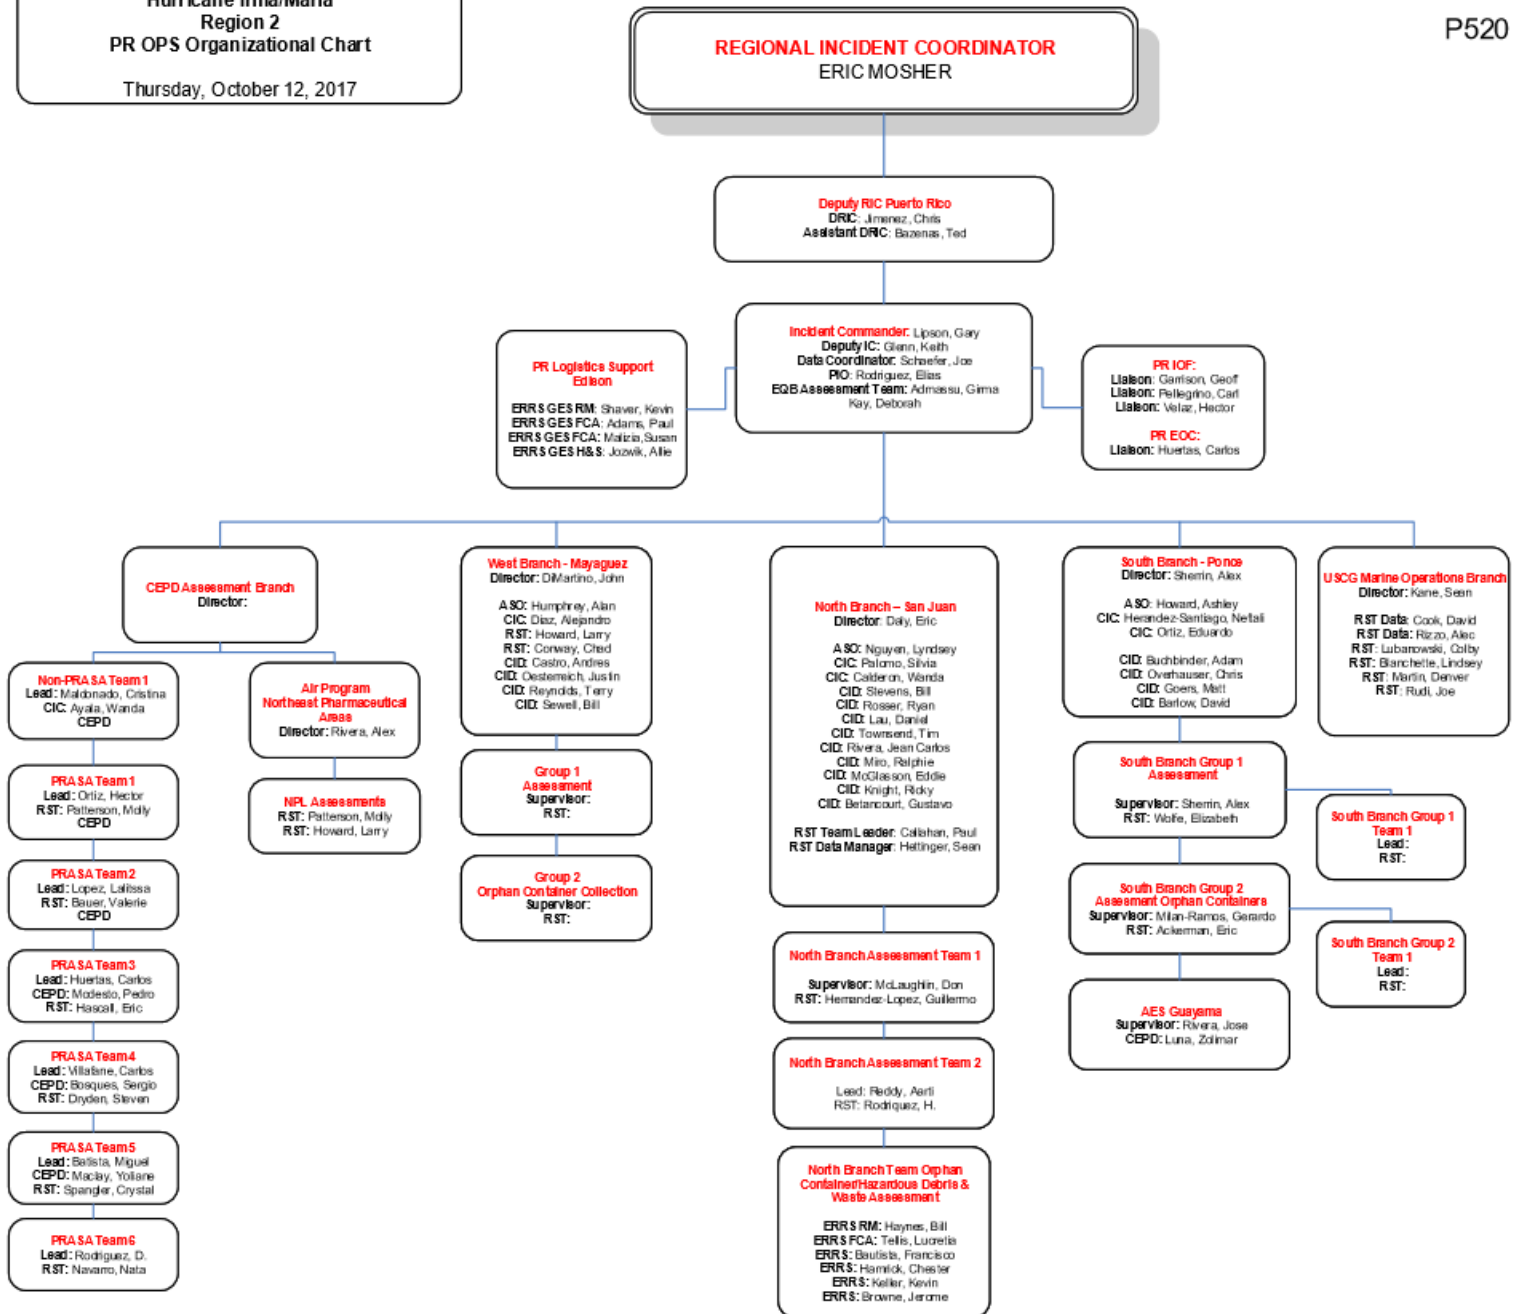 Hurricane Irma/Maria
Region 2
PR OPS Organizational Chart
Thursday, October 12, 2017
P520
REGIONAL INCIDENT COORDINATOR
ERIC MOSHER
Deputy RIC Puerto Rico
DRIC: Jimenez, Chris
Assistant DRIC: Bazenas, Ted
Incident Commander: Lipson, Gary
Deputy IC: Glenn, Keith
Data Coordinator: Schaefer, Joe
PIO: Rodriguez, Elias
EQB Assessment Team: Admassu, Girma
Kay, Deborah
PR Logistics Support
Edison
ERRS GES RM: Shaver, Kevin
ERRS GES FCA: Adams, Paul
ERRS GES FCA: Malizia, Susan
ERRS GES H&S: Jozwik, Allie
PR IOF:
Liaison: Garrison, Geoff
Liaison: Pellegrino, Carl
Liaison: Velaz, Hector
PR EOC:
Liaison: Huertas, Carlos
CEPD Assessment Branch
Director:
Non-PRASA Team 1
Lead: Maldonado, Cristina
CIC: Ayala, Wanda
CEPD
PRASA Team 1
Lead: Ortiz, Hector
RST: Patterson, Molly
CEPD
PRASA Team 2
Lead: Lopez, Lalitssa
RST: Bauer, Valerie
CEPD
PRASA Team 3
Lead: Huertas, Carlos
CEPD: Modesto, Pedro
RST: Hascall, Eric
PRASA Team 4
Lead: Villafane, Carlos
CEPD: Bosques, Sergio
RST: Dryden, Steven
PRASA Team 5
Lead: Batista, Miguel
CEPD: Maclay, Yoliane
RST: Spangler, Crystal
PRASA Team 6
Lead: Rodriguez, D.
RST: Navarro, Nata
Air Program
Northeast Pharmaceutical
Areas
Director: Rivera, Alex
NPL Assessments
RST: Patterson, Molly
RST: Howard, Larry
West Branch - Mayaguez
Director: DiMartino, John
ASO: Humphrey, Alan
CIC: Diaz, Alejandro
RST: Howard, Larry
RST: Conway, Chad
CID: Castro, Andres
CID: Oesterreich, Justin
CID: Reynolds, Terry
CID: Sewell, Bill
Group 1
Assessment
Supervisor:
RST:
Group 2
Orphan Container Collection
Supervisor:
RST:
North Branch – San Juan
Director: Daly, Eric
ASO: Nguyen, Lyndsey
CIC: Palomo, Silvia
CIC: Calderon, Wanda
CID: Stevens, Bill
CID: Rosser, Ryan
CID: Lau, Daniel
CID: Townsend, Tim
CID: Rivera, Jean Carlos
CID: Miro, Ralphie
CID: McGlasson, Eddie
CID: Knight, Ricky
CID: Betancourt, Gustavo
RST Team Leader: Callahan, Paul
RST Data Manager: Hettinger, Sean
North Branch Assessment Team 1
Supervisor: McLaughlin, Don
RST: Hernandez-Lopez, Guillermo
North Branch Assessment Team 2
Lead: Reddy, Aarti
RST: Rodriquez, H.
North Branch Team Orphan
Container/Hazardous Debris &
Waste Assessment
ERRS RM: Haynes, Bill
ERRS FCA: Tellis, Lucretia
ERRS: Bautista, Francisco
ERRS: Hamrick, Chester
ERRS: Keller, Kevin
ERRS: Browne, Jerome
South Branch - Ponce
Director: Sherrin, Alex
ASO: Howard, Ashley
CIC: Herandez-Santiago, Neftali
CIC: Ortiz, Eduardo
CID: Buchbinder, Adam
CID: Overhauser, Chris
CID: Goers, Matt
CID: Barlow, David
South Branch Group 1
Assessment
Supervisor: Sherrin, Alex
RST: Wolfe, Elizabeth
South Branch Group 1
Team 1
Lead:
RST:
South Branch Group 2
Assesment Orphan Containers
Supervisor: Milan-Ramos, Gerardo
RST: Ackerman, Eric
South Branch Group 2
Team 1
Lead:
RST:
AES Guayama
Supervisor: Rivera, Jose
CEPD: Luna, Zolimar
USCG Marine Operations Branch
Director: Kane, Sean
RST Data: Cook, David
RST Data: Rizzo, Alec
RST: Lubanowski, Colby
RST: Blanchette, Lindsey
RST: Martin, Denver
RST: Rudi, Joe